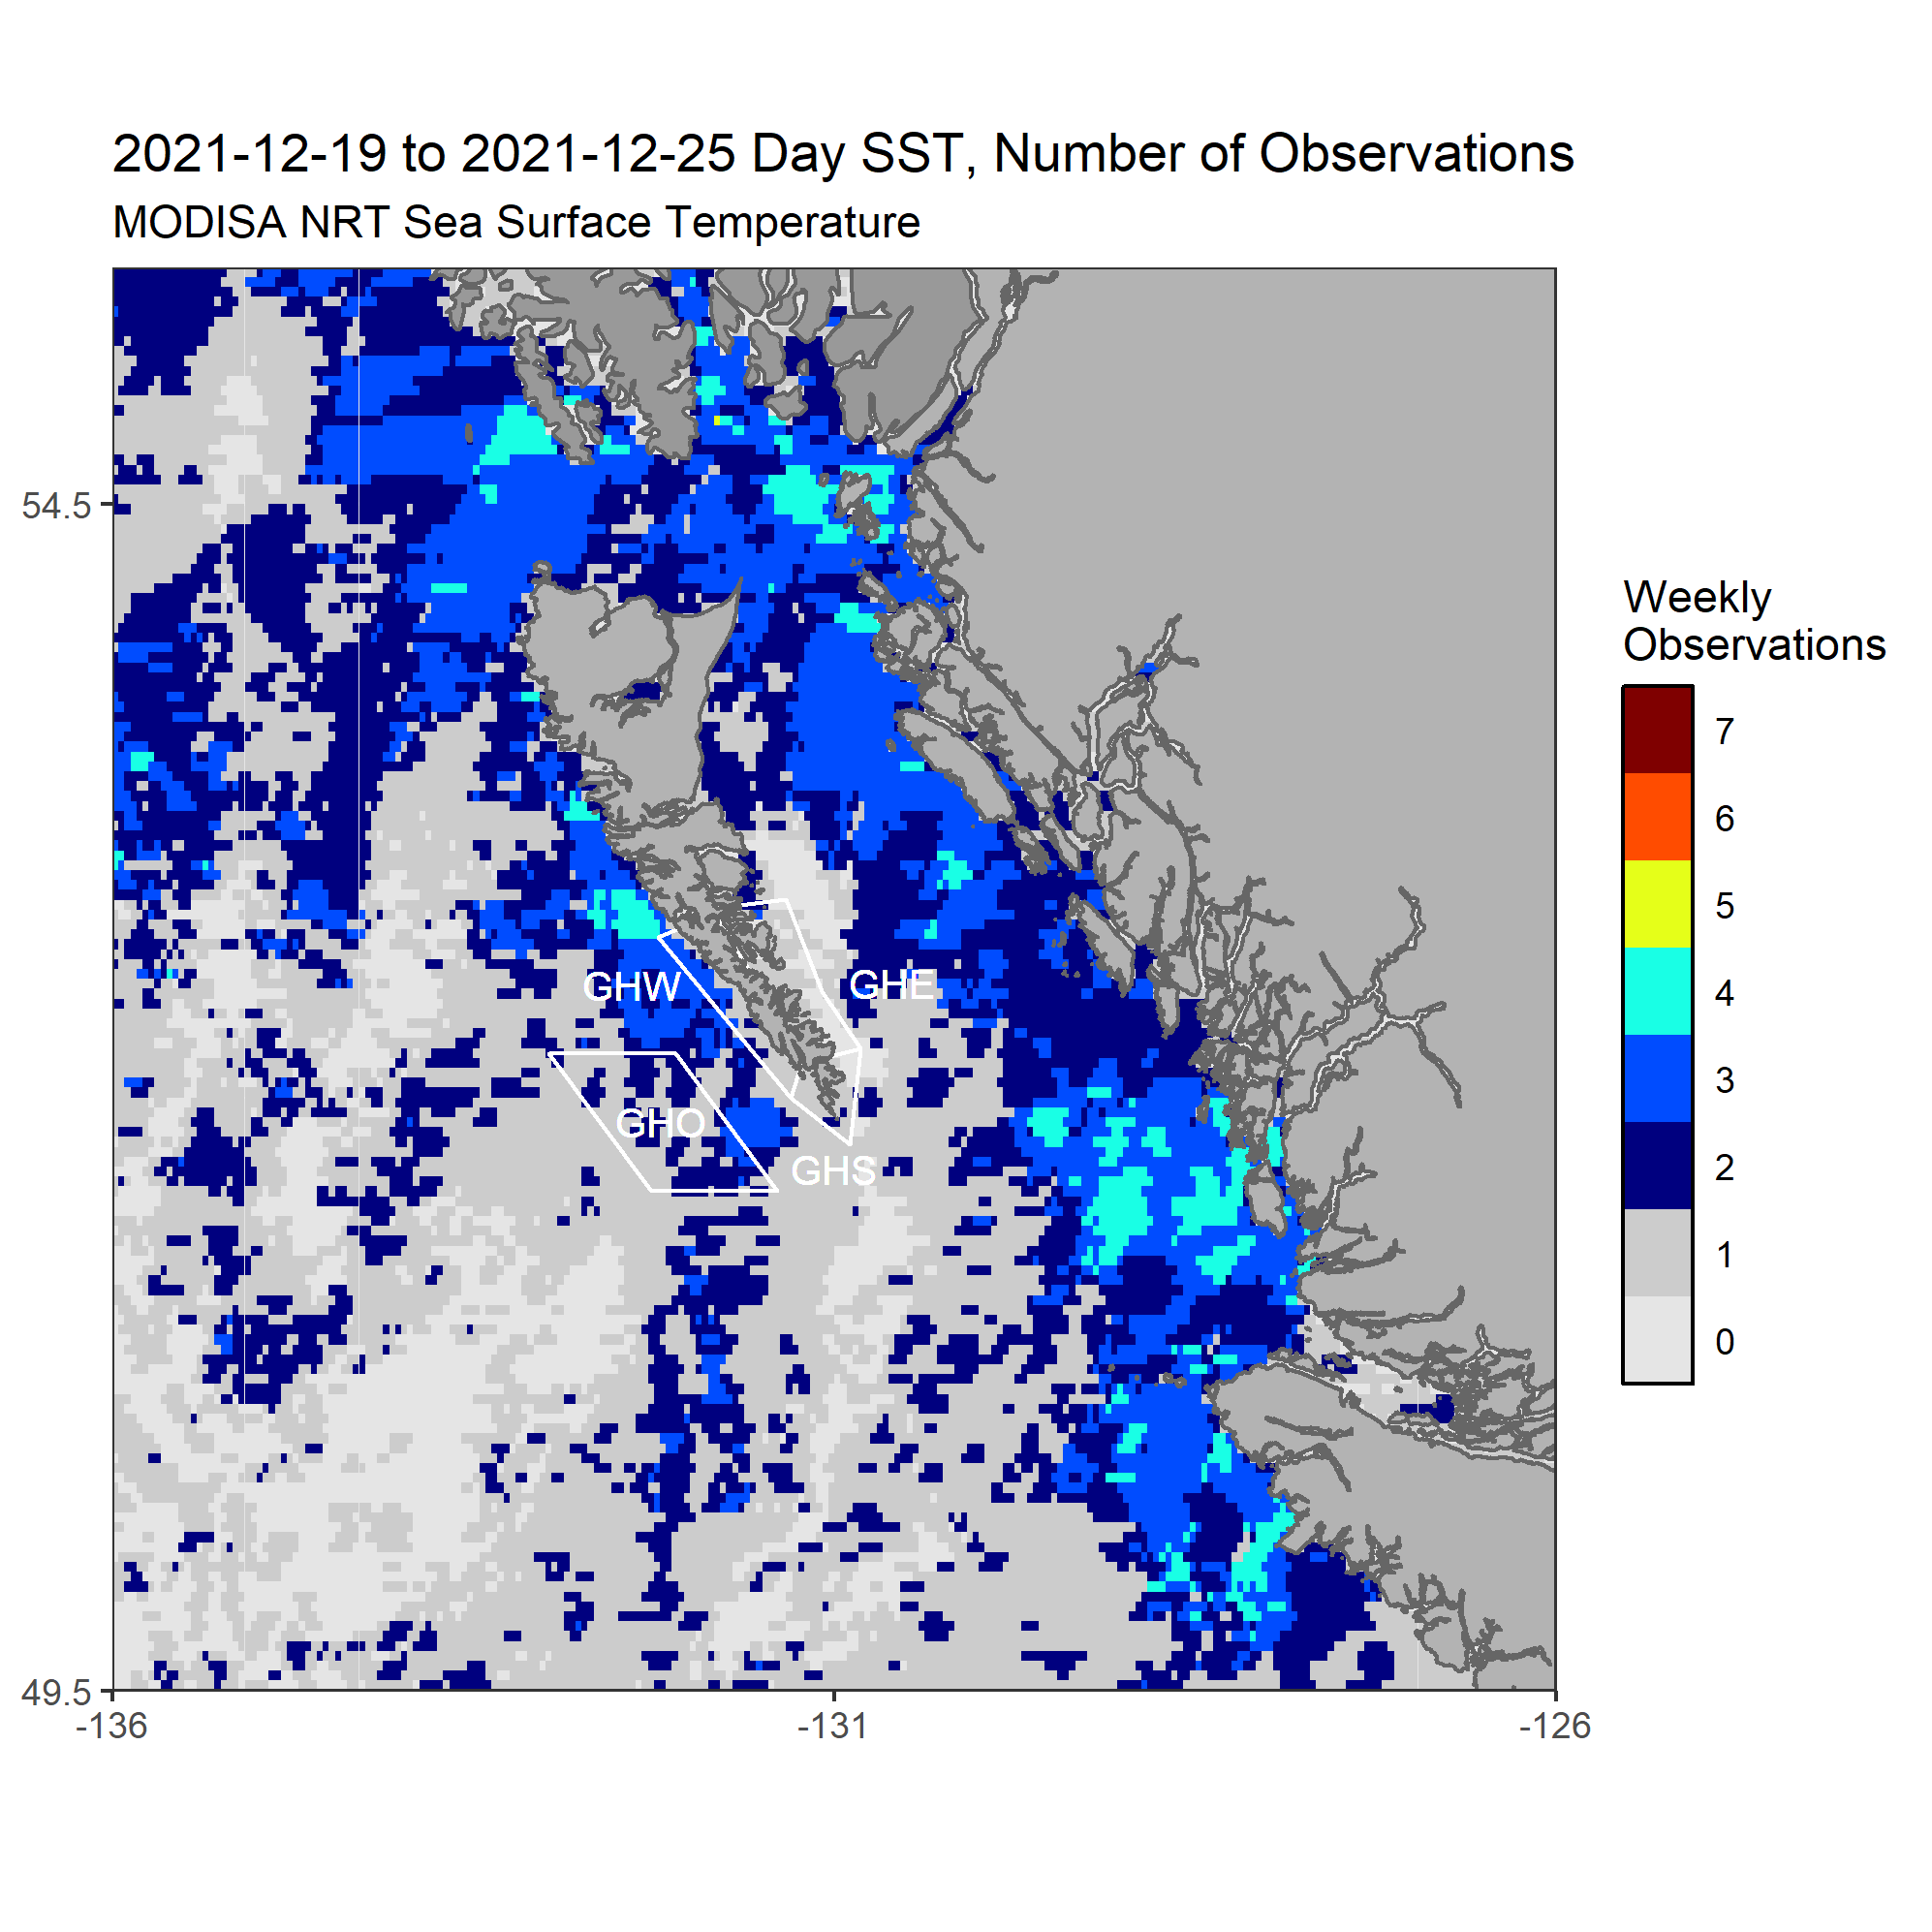 2021-12-19 to 2021-12-25 Day SST, Number of Observations
MODISA NRT Sea Surface Temperature
54.5
49.5
-136
-131
-126
GHW
GHE
GHO
GHS
Weekly
Observations
7
6
5
4
3
2
1
0